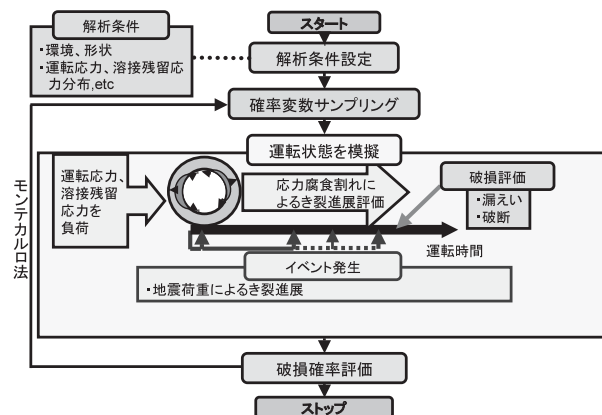 スタート
解析条件
・環境、形状
・運転応力、溶接残留応
力分布,etc
解析条件設定
確率変数サンプリング
運転状態を模擬
モンテカルロ法
運転応力、
溶接残留
応力を
負荷
応力腐食割れに
よるき裂進展評価
破損評価
・漏えい
・破断
運転時間
イベント発生
・地震荷重によるき裂進展
破損確率評価
ストップ